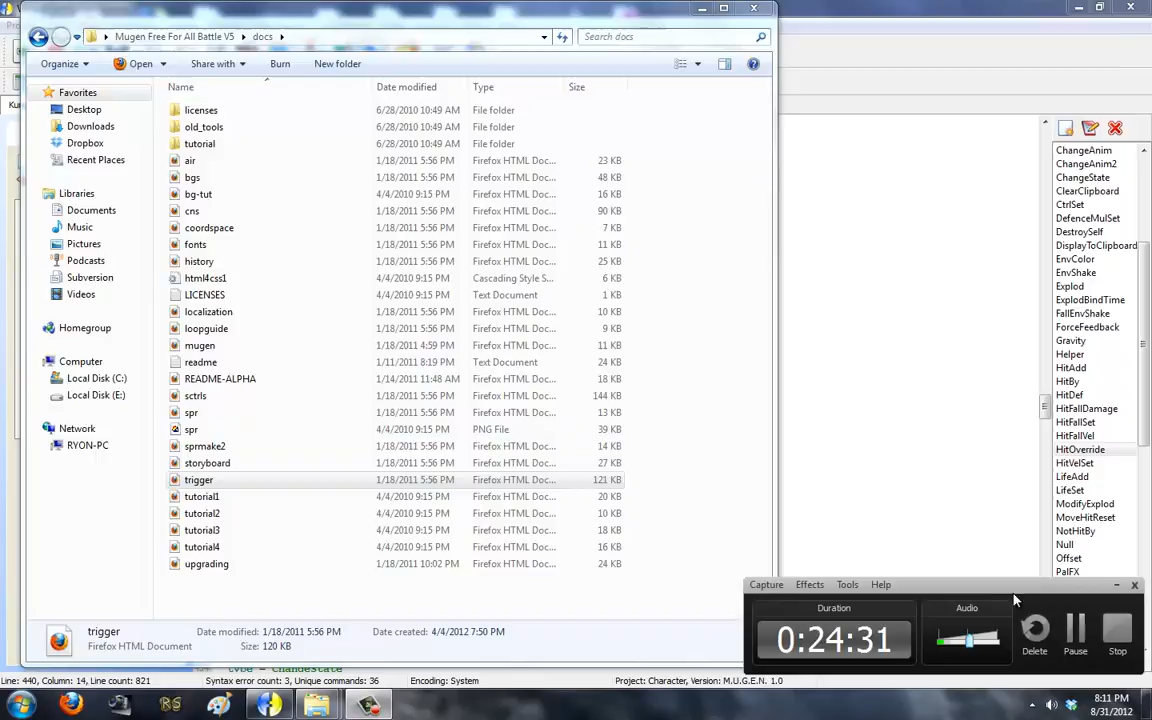 Mugen Free For All Battle V5 docs
Search docs
Organize Open Share with Burn New folder
Name Date modified Type Size
Favorites
Desktop
Downloads
Dropbox
Recent Places
Libraries
Documents
Music
Pictures
Podcasts
Subversion
Videos
Homegroup
Computer
Local Disk (C:)
Local Disk (E:)
Network
RYON-PC
licenses 6/28/2010 10:49 AM File folder
old_tools 6/28/2010 10:49 AM File folder
tutorial 6/28/2010 10:49 AM File folder
air 1/18/2011 5:56 PM Firefox HTML Doc... 23 KB
bgs 1/18/2011 5:56 PM Firefox HTML Doc... 48 KB
bg-tut 4/4/2010 9:15 PM Firefox HTML Doc... 16 KB
cns 1/18/2011 5:56 PM Firefox HTML Doc... 90 KB
coordspace 1/18/2011 5:56 PM Firefox HTML Doc... 7 KB
fonts 1/18/2011 5:56 PM Firefox HTML Doc... 11 KB
history 1/18/2011 5:56 PM Firefox HTML Doc... 25 KB
html4css1 4/4/2010 9:15 PM Cascading Style S... 6 KB
LICENSES 4/4/2010 9:15 PM Text Document 1 KB
localization 1/18/2011 5:56 PM Firefox HTML Doc... 10 KB
loopguide 1/18/2011 5:56 PM Firefox HTML Doc... 9 KB
mugen 1/18/2011 4:59 PM Firefox HTML Doc... 11 KB
readme 1/11/2011 8:19 PM Text Document 24 KB
README-ALPHA 1/14/2011 11:48 AM Firefox HTML Doc... 18 KB
sctrls 1/18/2011 5:56 PM Firefox HTML Doc... 144 KB
spr 1/18/2011 5:56 PM Firefox HTML Doc... 13 KB
spr 4/4/2010 9:15 PM PNG File 39 KB
sprmake2 1/18/2011 5:56 PM Firefox HTML Doc... 14 KB
storyboard 1/18/2011 5:56 PM Firefox HTML Doc... 27 KB
trigger 1/18/2011 5:56 PM Firefox HTML Doc... 121 KB
tutorial1 4/4/2010 9:15 PM Firefox HTML Doc... 20 KB
tutorial2 4/4/2010 9:15 PM Firefox HTML Doc... 10 KB
tutorial3 4/4/2010 9:15 PM Firefox HTML Doc... 18 KB
tutorial4 4/4/2010 9:15 PM Firefox HTML Doc... 16 KB
upgrading 1/18/2011 10:02 PM Firefox HTML Doc... 24 KB
trigger Date modified: 1/18/2011 5:56 PM Date created: 4/4/2012 7:50 PM
Firefox HTML Document Size: 120 KB
ChangeAnim
ChangeAnim2
ChangeState
ClearClipboard
CtrlSet
DefenceMulSet
DestroySelf
DisplayToClipboard
EnvColor
EnvShake
Explod
ExplodBindTime
FallEnvShake
ForceFeedback
Gravity
Helper
HitAdd
HitBy
HitDef
HitFallDamage
HitFallSet
HitFallVel
HitOverride
HitVelSet
LifeAdd
LifeSet
ModifyExplod
MoveHitReset
NotHitBy
Null
Offset
PalFX
Capture Effects Tools Help
Duration
0:24:31
Audio
Delete Pause Stop
Line: 440, Column: 14, Line count: 821 Syntax error count: 3, Unique commands: 36 Encoding: System Project: Character, Version: M.U.G.E.N. 1.0
8:11 PM
8/31/2012